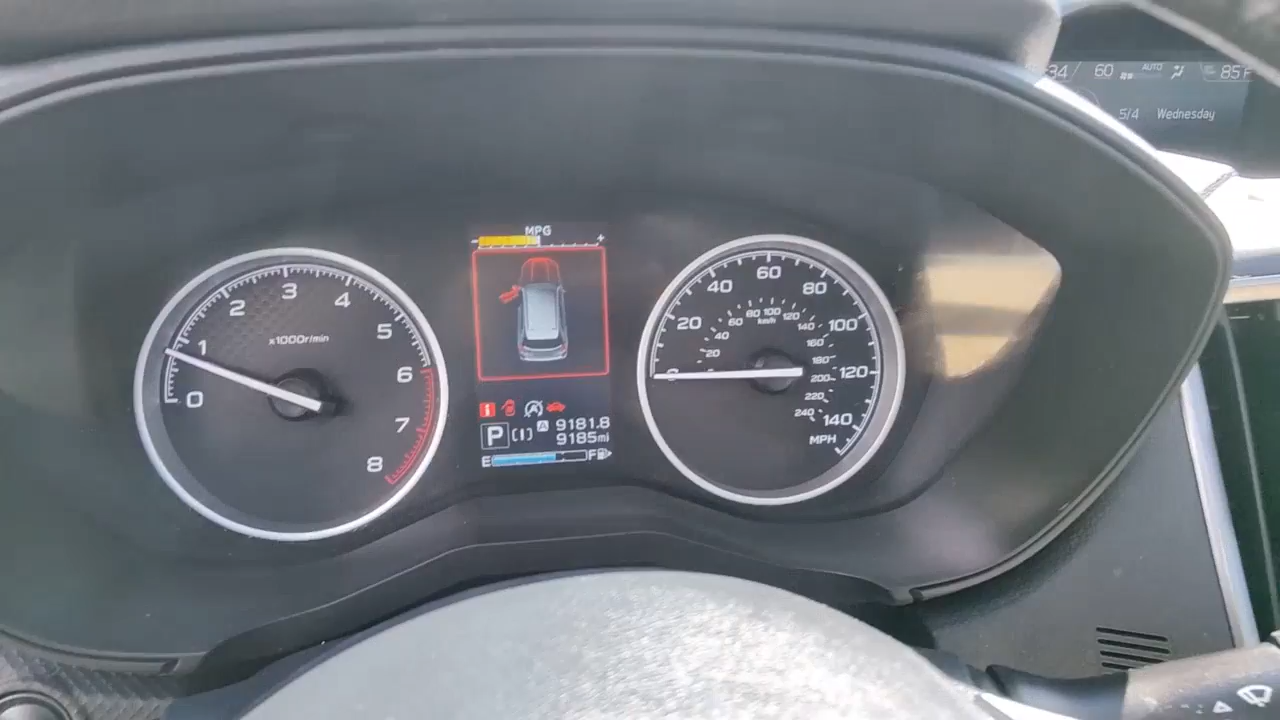 34/ 60 AUTO 85F
5/4 Wednesday
MPG
- +
0 1 2 3 4 5 6 7 8
x1000r/min
0 20 40 60 80 100 120 140
MPH
20 40 60 80 100 120 140 160 180 200 220 240
km/h
P A 9181.8
9185mi
E F